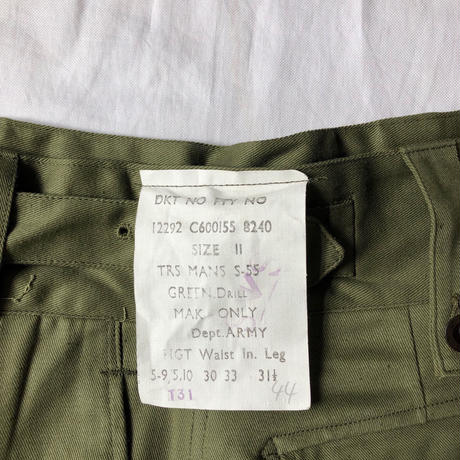 DKT NO FTY NO
12292 C600155 8240
SIZE 11
TRS MANS S-55
GREEN.DRILL
MAK ONLY
Dept.ARMY
HGT Waist In. Leg
5-9,5.10 30 33 31½
T31
44